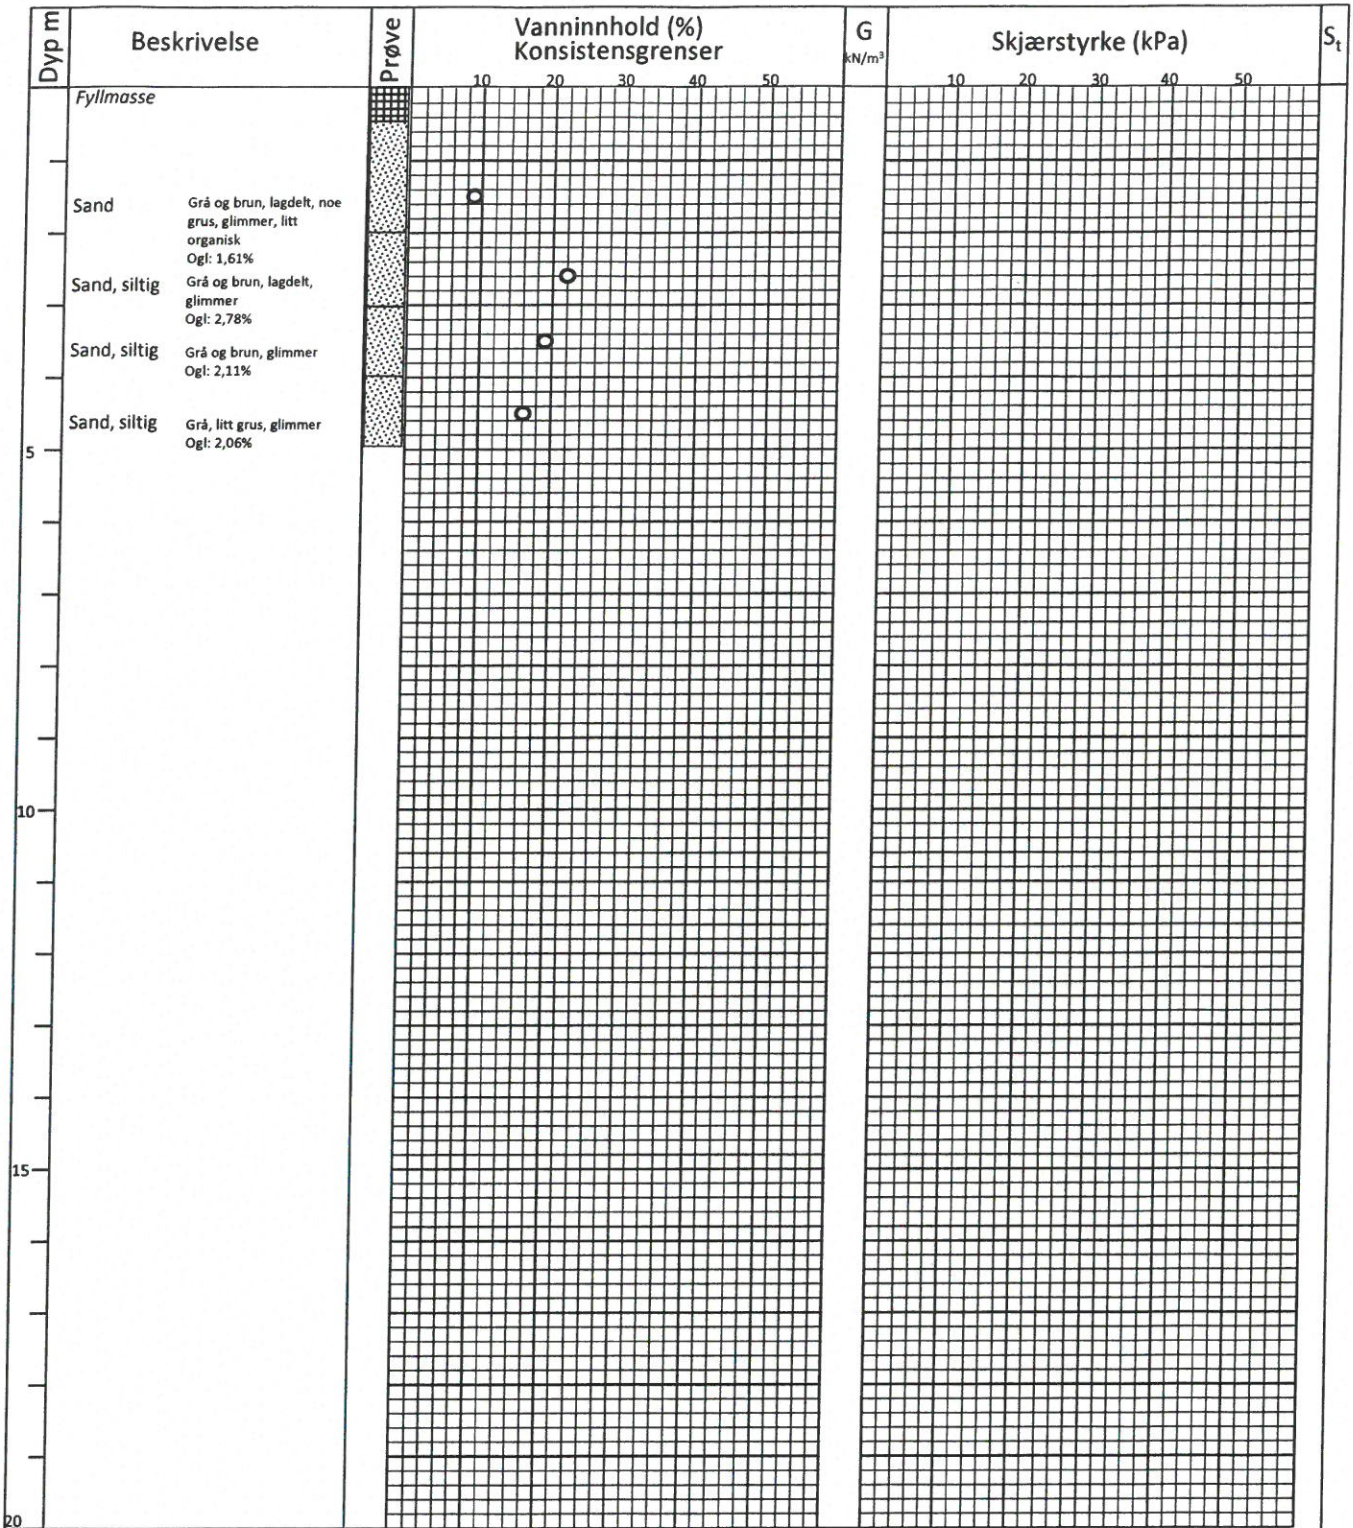 Dyp m
Beskrivelse
Prøve
Vanninnhold (%)
Konsistensgrenser
10 20 30 40 50
G
kN/m³
Skjærstyrke (kPa)
10 20 30 40 50
St
Fyllmasse
Sand
Grå og brun, lagdelt, noe
grus, glimmer, litt
organisk
Ogl: 1,61%
Sand, siltig
Grå og brun, lagdelt,
glimmer
Ogl: 2,78%
Sand, siltig
Grå og brun, glimmer
Ogl: 2,11%
Sand, siltig
Grå, litt grus, glimmer
Ogl: 2,06%
5
10
15
20